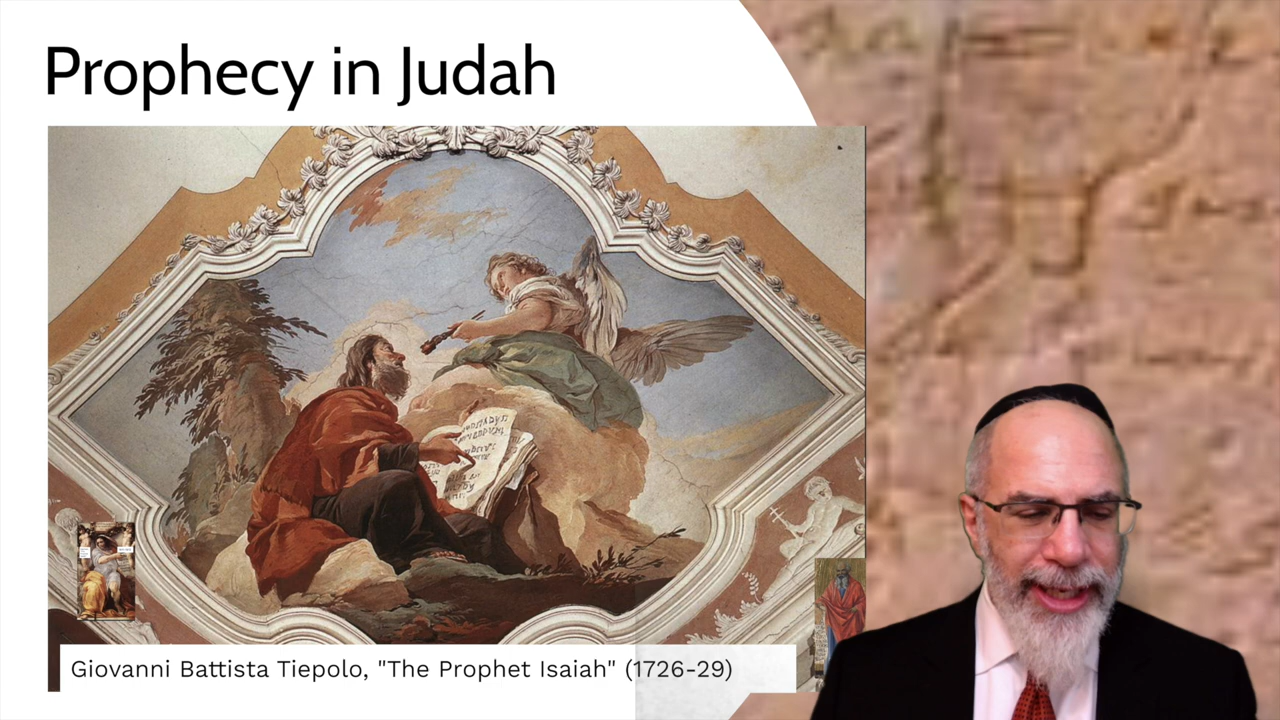 Prophecy in Judah
Giovanni Battista Tiepolo, "The Prophet Isaiah" (1726-29)